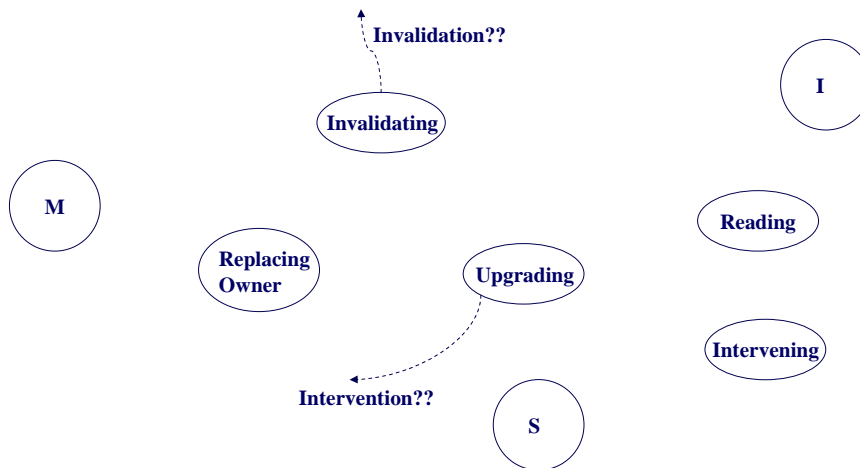 Invalidation??
I
Invalidating
M
Reading
Replacing
Owner
Upgrading
Intervening
Intervention??
S